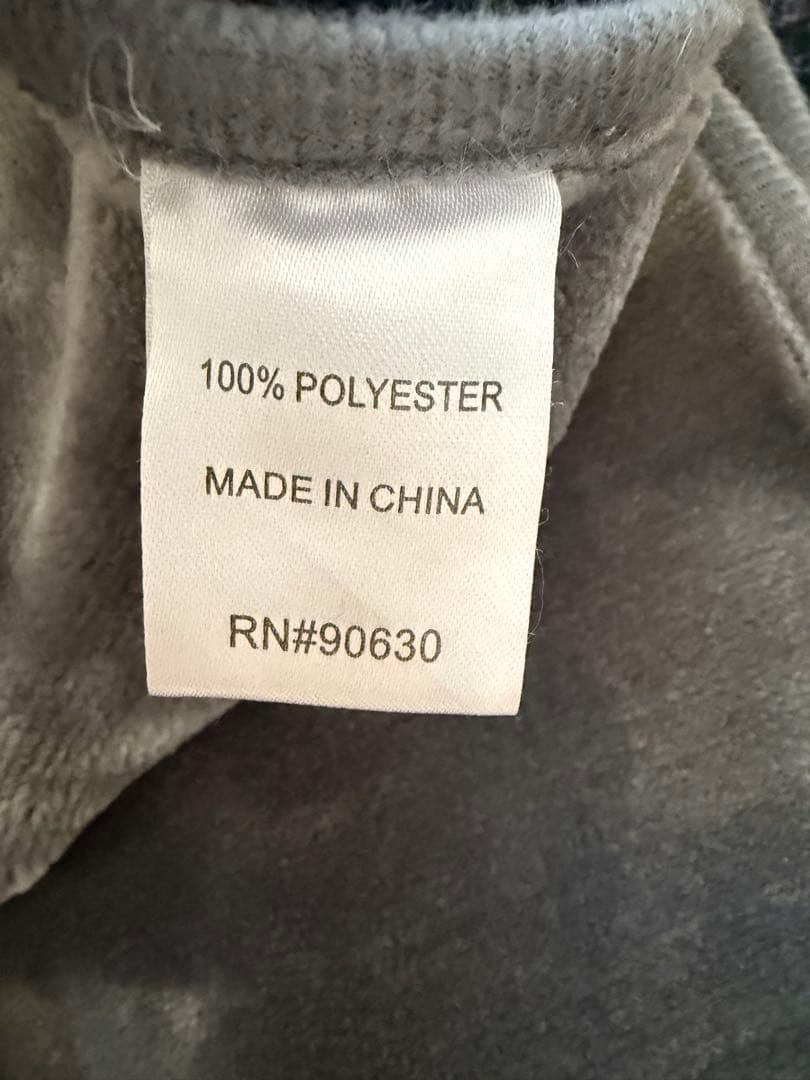 100% POLYESTER
MADE IN CHINA
RN#90630